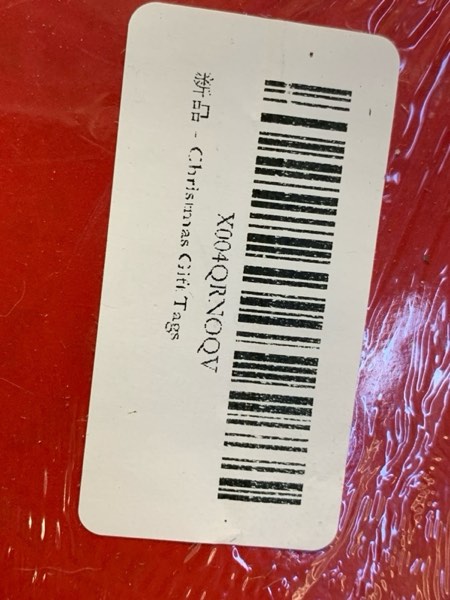 X004QRNOQV
新品 - Christmas Gift Tags